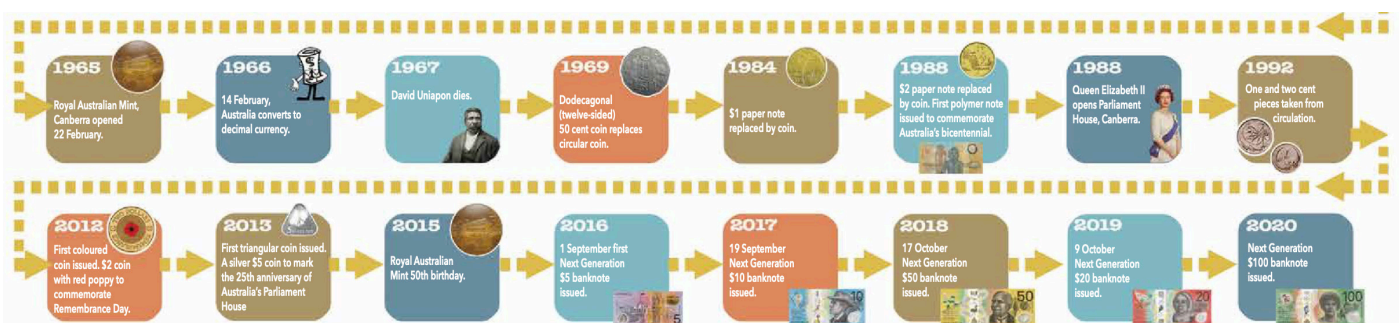 1965
Royal Australian Mint,
Canberra opened
22 February.
1966
14 February,
Australia converts to
decimal currency.
1967
David Uniapon dies.
1969
Dodecagonal
(twelve-sided)
50 cent coin replaces
circular coin.
1984
$1 paper note
replaced by coin.
1988
$2 paper note replaced
by coin. First polymer note
issued to commemorate
Australia's bicentennial.
1988
Queen Elizabeth II
opens Parliament
House, Canberra.
1992
One and two cent
pieces taken from
circulation.
2012
First coloured
coin issued. $2 coin
with red poppy to
commemorate
Remembrance Day.
2013
First triangular coin issued.
A silver $5 coin to mark
the 25th anniversary of
Australia's Parliament
House
2015
Royal Australian
Mint 50th birthday.
2016
1 September first
Next Generation
$5 banknote
issued.
5
2017
19 September
Next Generation
$10 banknote
issued.
10
2018
17 October
Next Generation
$50 banknote
issued.
50
2019
9 October
Next Generation
$20 banknote
issued.
20
2020
Next Generation
$100 banknote
issued.
100